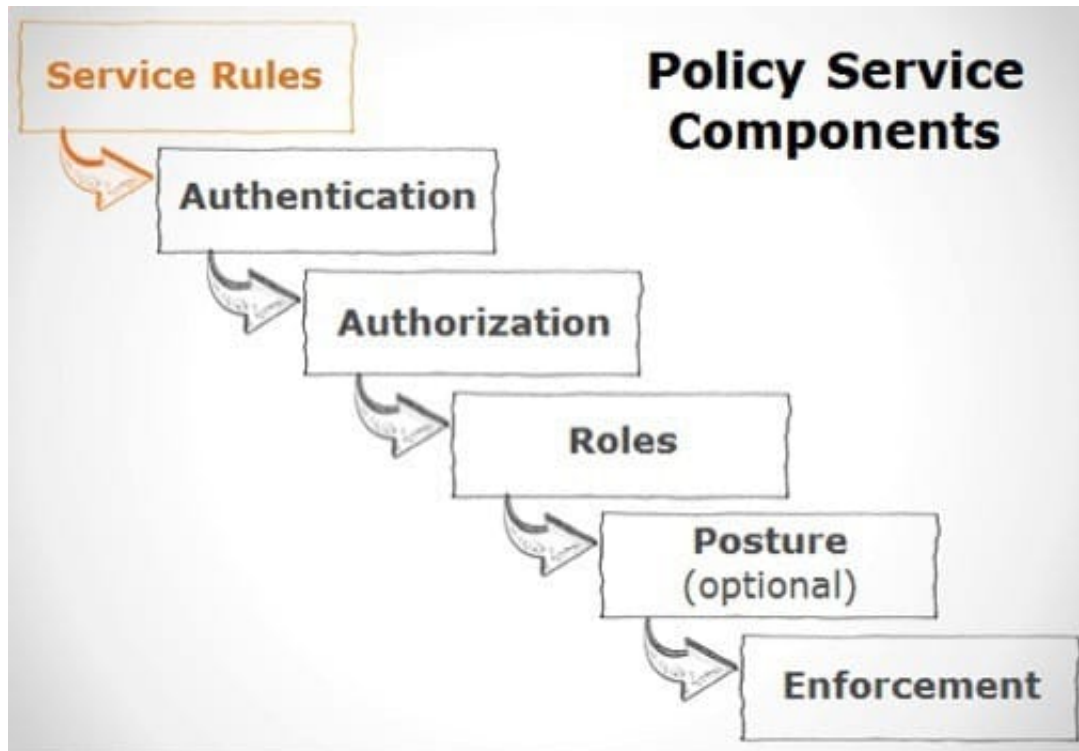 Policy Service
Components
Service Rules
Authentication
Authorization
Roles
Posture
(optional)
Enforcement